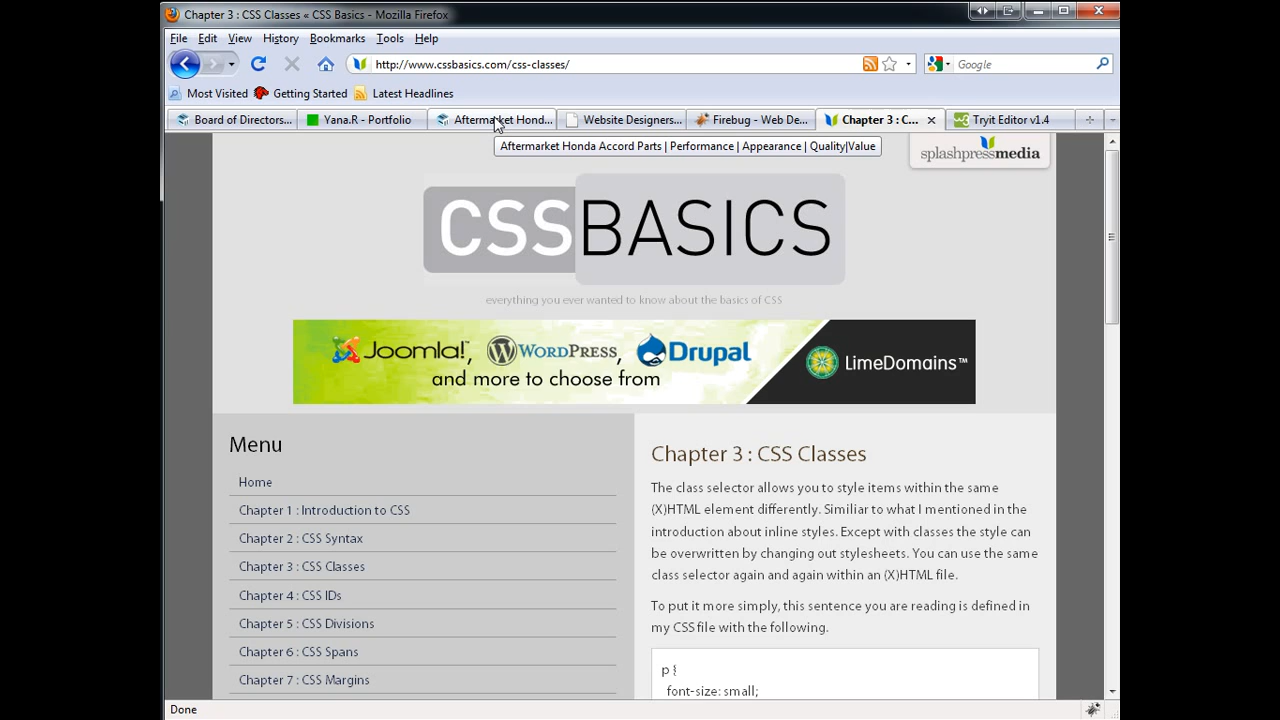 Chapter 3 : CSS Classes « CSS Basics - Mozilla Firefox
File Edit View History Bookmarks Tools Help
http://www.cssbasics.com/css-classes/ Google
Most Visited Getting Started Latest Headlines
Board of Directors... Yana.R - Portfolio Aftermarket Hond... Website Designers... Firebug - Web De... Chapter 3 : C... Tryit Editor v1.4
Aftermarket Honda Accord Parts | Performance | Appearance | Quality|Value
splashpressmedia
CSSBASICS
everything you ever wanted to know about the basics of CSS
Joomla!, WORDPRESS, Drupal
and more to choose from
LimeDomains™
Menu
Home
Chapter 1 : Introduction to CSS
Chapter 2 : CSS Syntax
Chapter 3 : CSS Classes
Chapter 4 : CSS IDs
Chapter 5 : CSS Divisions
Chapter 6 : CSS Spans
Chapter 7 : CSS Margins
Chapter 3 : CSS Classes
The class selector allows you to style items within the same
(X)HTML element differently. Similiar to what I mentioned in the
introduction about inline styles. Except with classes the style can
be overwritten by changing out stylesheets. You can use the same
class selector again and again within an (X)HTML file.
To put it more simply, this sentence you are reading is defined in
my CSS file with the following.
p {
font-size: small;
Done